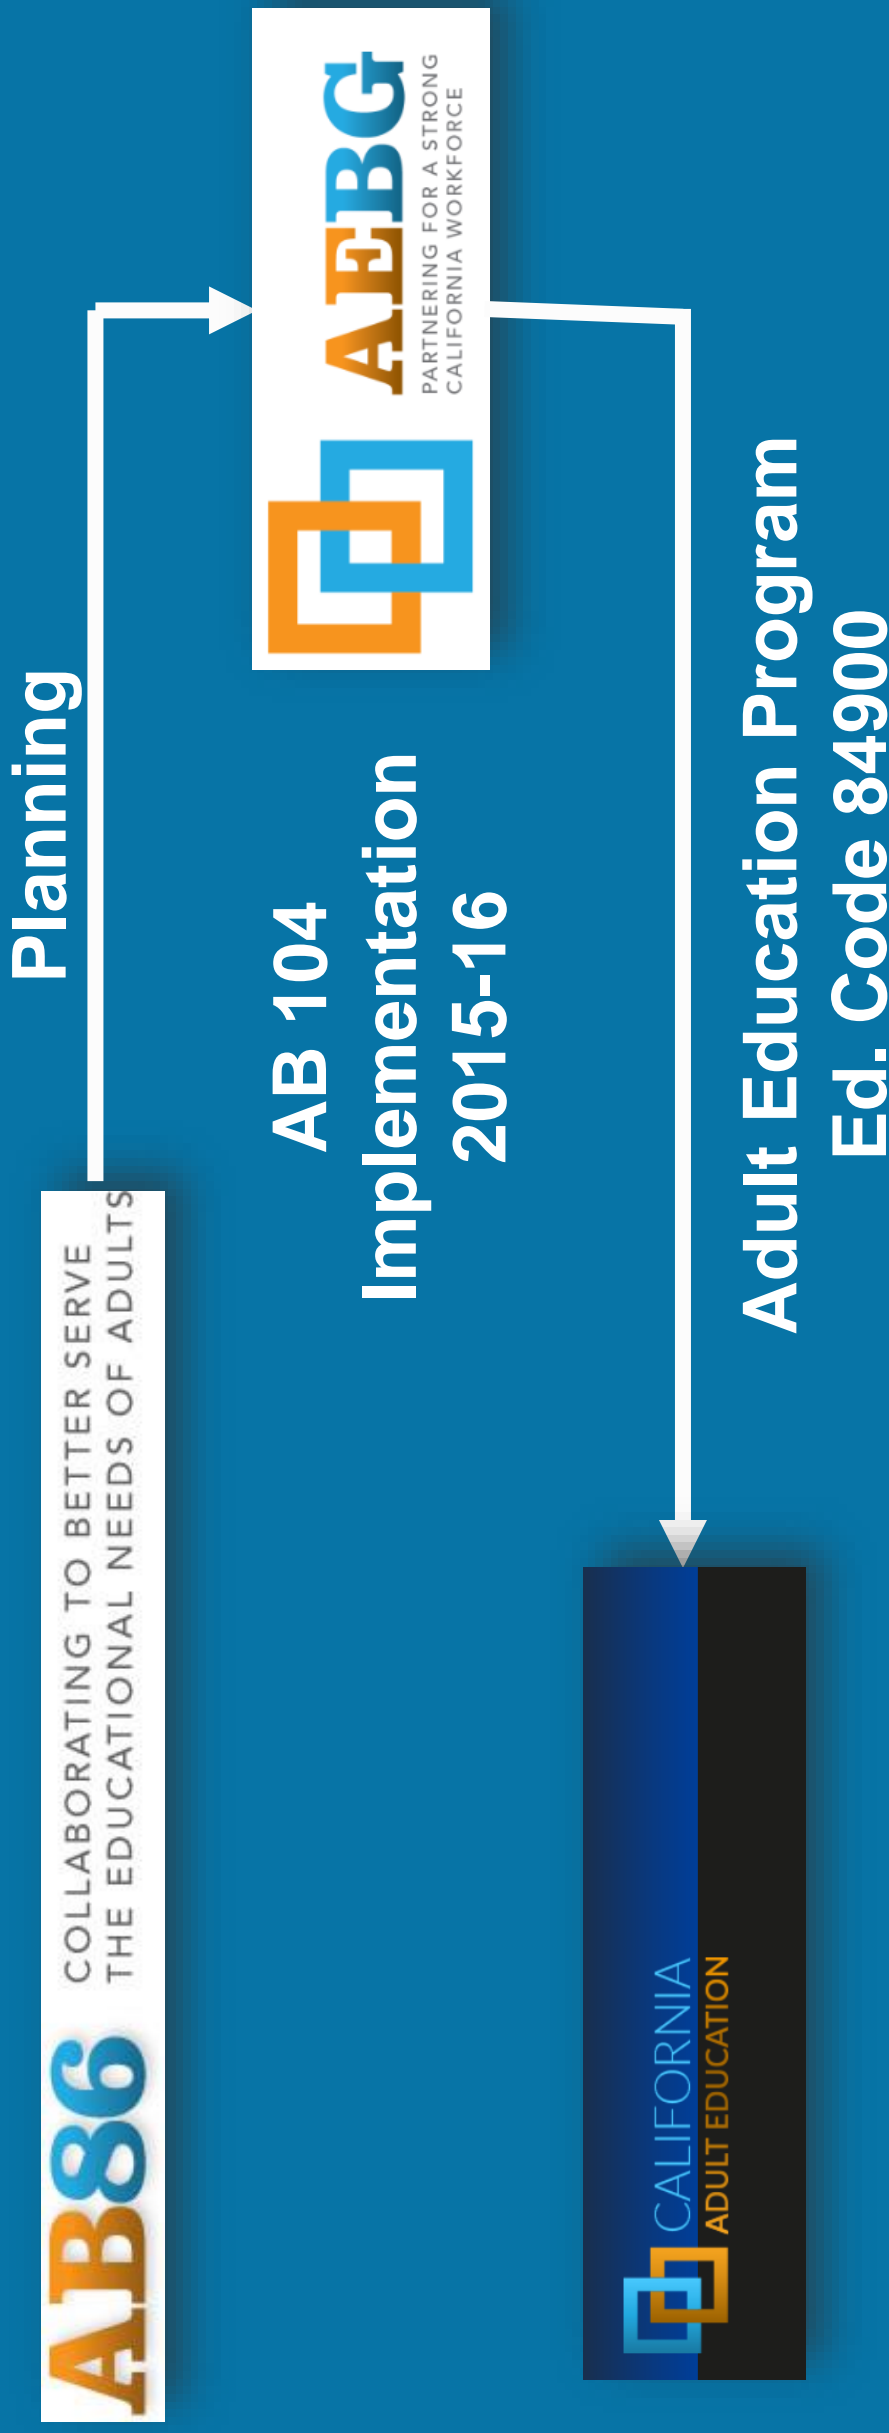 Planning
AB86
COLLABORATING TO BETTER SERVE
THE EDUCATIONAL NEEDS OF ADULTS
AEBG
PARTNERING FOR A STRONG
CALIFORNIA WORKFORCE
AB 104
Implementation
2015-16
CALIFORNIA
ADULT EDUCATION
Adult Education Program
Ed. Code 84900